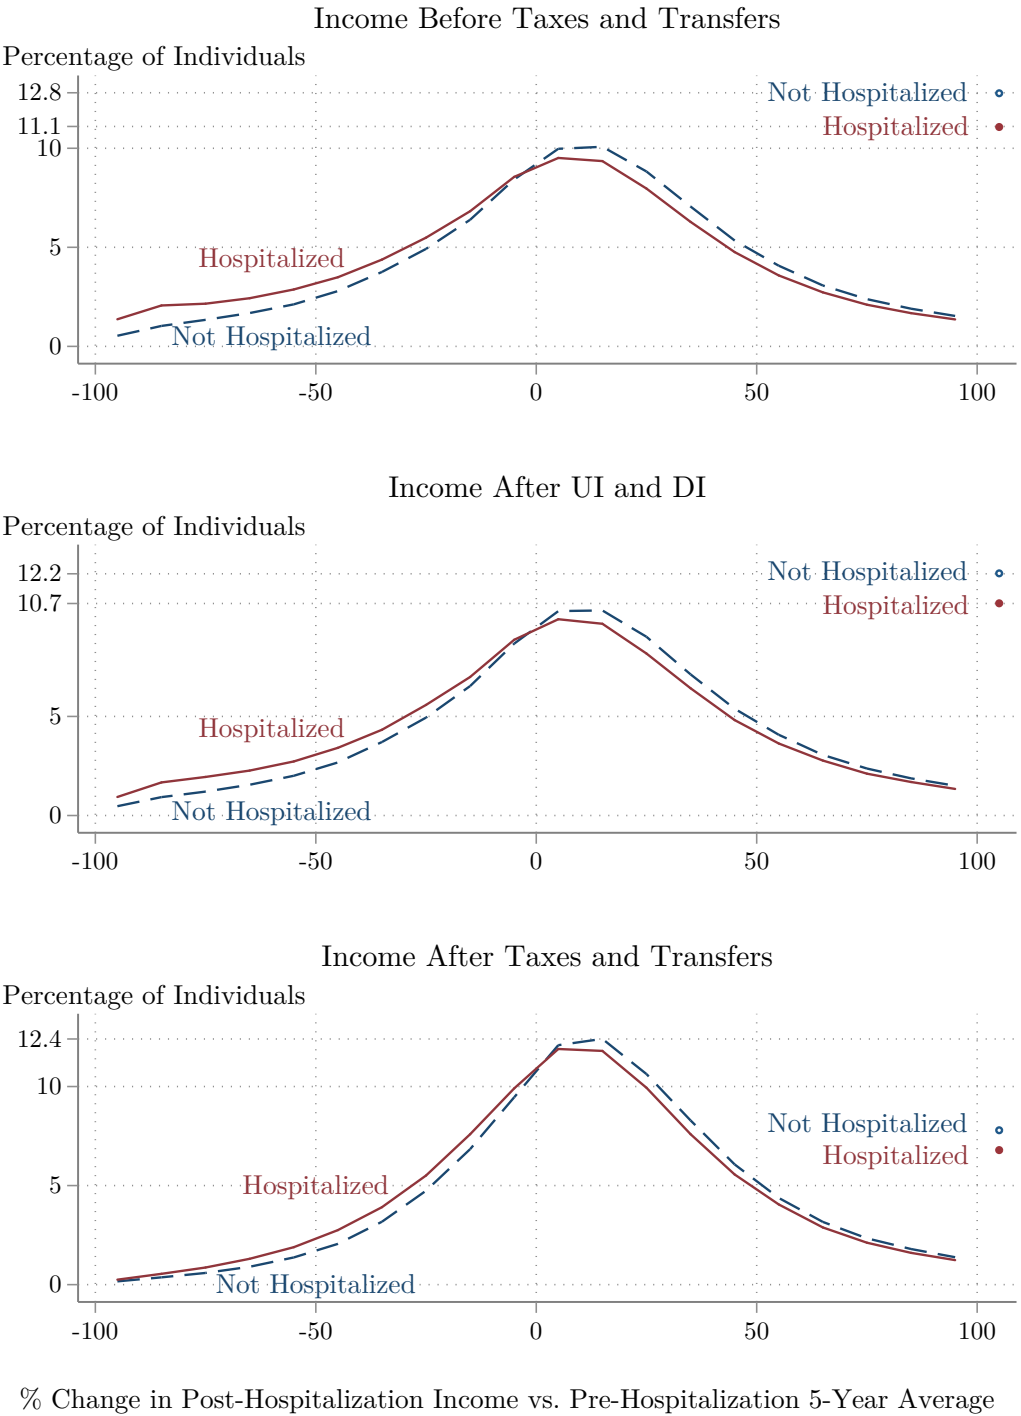 Income Before Taxes and Transfers
Percentage of Individuals
12.8
Not Hospitalized
11.1
Hospitalized
10
5
Hospitalized
Not Hospitalized
0
-100 -50 0 50 100
Income After UI and DI
Percentage of Individuals
12.2
Not Hospitalized
10.7
Hospitalized
5
Hospitalized
Not Hospitalized
0
-100 -50 0 50 100
Income After Taxes and Transfers
Percentage of Individuals
12.4
10
Not Hospitalized
Hospitalized
5
Hospitalized
Not Hospitalized
0
-100 -50 0 50 100
% Change in Post-Hospitalization Income vs. Pre-Hospitalization 5-Year Average